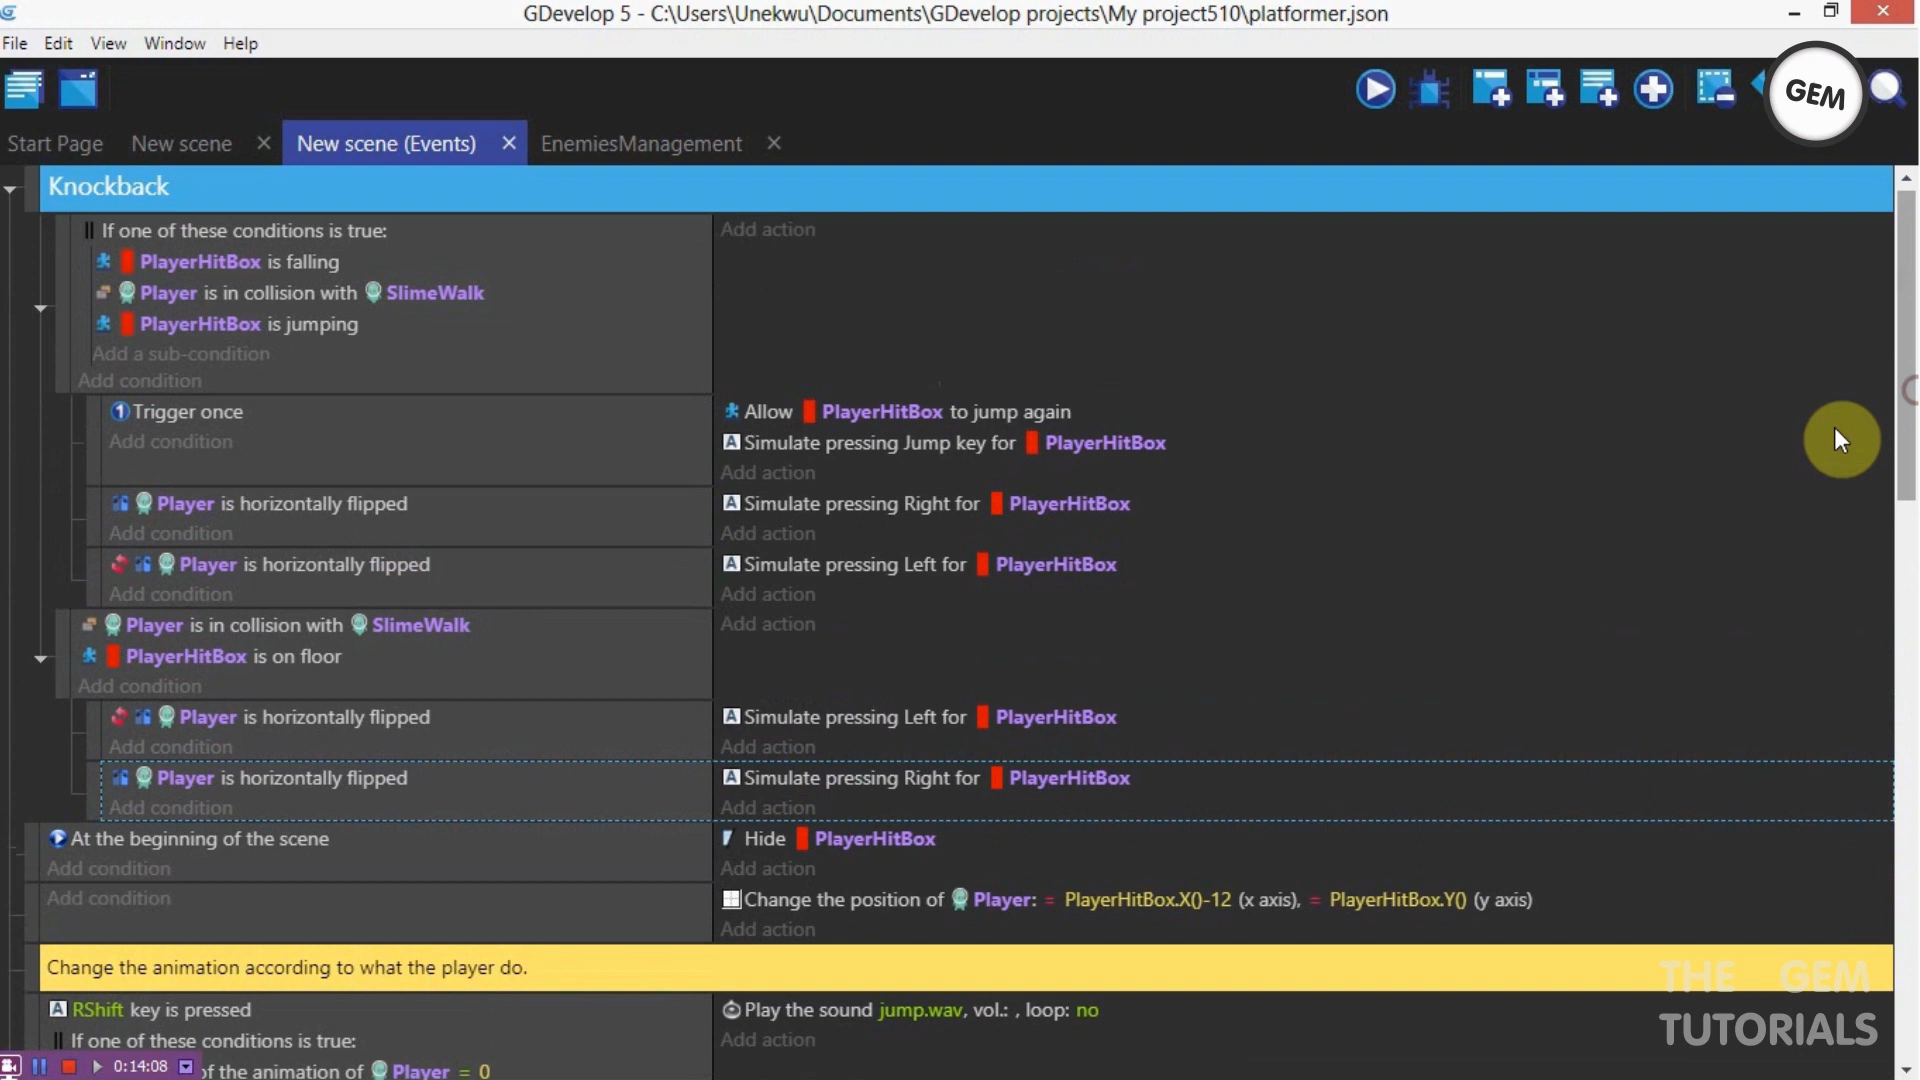 GDevelop 5 - C:\Users\Unekwu\Documents\GDevelop projects\My project510\platformer.json
File Edit View Window Help
GEM
Start Page New scene New scene (Events) EnemiesManagement
Knockback
If one of these conditions is true:
Add action
PlayerHitBox is falling
Player is in collision with SlimeWalk
PlayerHitBox is jumping
Add a sub-condition
Add condition
Trigger once
Allow PlayerHitBox to jump again
Add condition
Simulate pressing Jump key for PlayerHitBox
Add action
Player is horizontally flipped
Simulate pressing Right for PlayerHitBox
Add condition
Add action
Player is horizontally flipped
Simulate pressing Left for PlayerHitBox
Add condition
Add action
Player is in collision with SlimeWalk
Add action
PlayerHitBox is on floor
Add condition
Player is horizontally flipped
Simulate pressing Left for PlayerHitBox
Add condition
Add action
Player is horizontally flipped
Simulate pressing Right for PlayerHitBox
Add condition
Add action
At the beginning of the scene
Hide PlayerHitBox
Add condition
Add action
Add condition
Change the position of Player: = PlayerHitBox.X()-12 (x axis), = PlayerHitBox.Y() (y axis)
Add action
Change the animation according to what the player do.
THE GEM
TUTORIALS
RShift key is pressed
Play the sound jump.wav, vol.: , loop: no
If one of these conditions is true:
Add action
0:14:08
of the animation of Player = 0